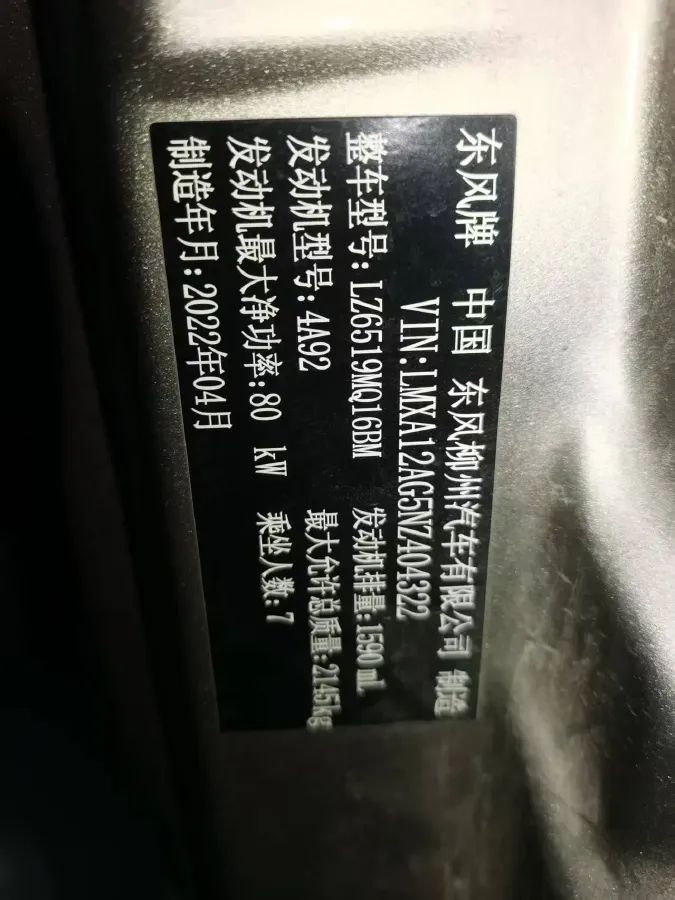 东风牌 中国 东风柳州汽车有限公司 制造
VIN:LMXA12AG5NZ404322
整车型号:LZ6519MQ16BM 发动机排量:1590 mL
发动机型号:4A92 最大允许总质量:2145kg
发动机最大净功率:80 kW 乘坐人数:7
制造年月:2022年04月